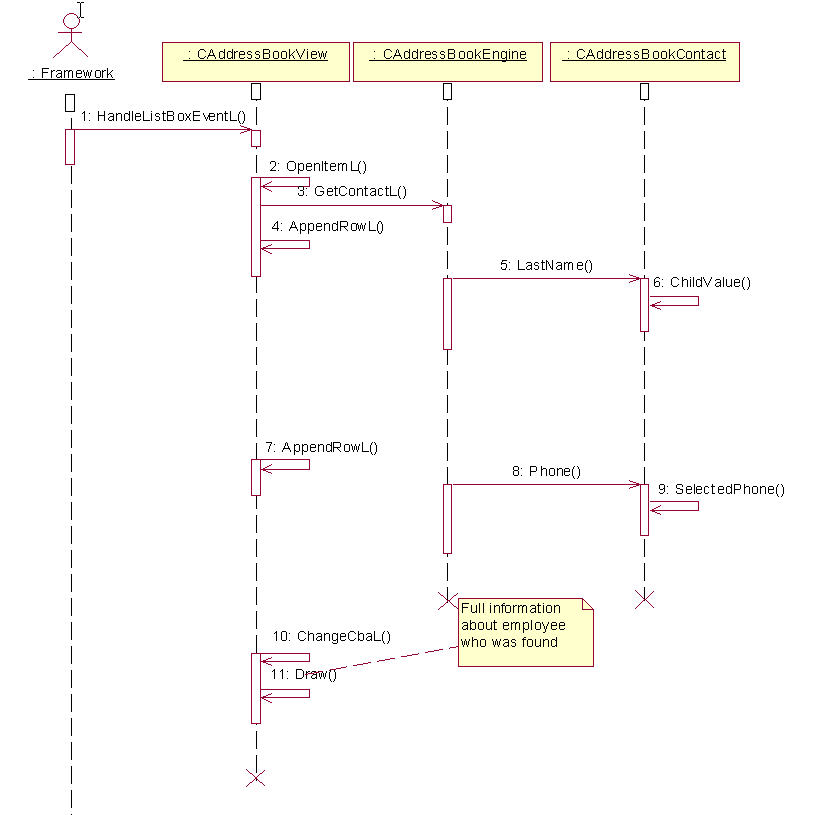 : Framework
: CAddressBookView
: CAddressBookEngine
: CAddressBookContact
1: HandleListBoxEventL()
2: OpenItemL()
3: GetContactL()
4: AppendRowL()
5: LastName()
6: ChildValue()
7: AppendRowL()
8: Phone()
9: SelectedPhone()
Full information
about employee
who was found
10: ChangeCbaL()
11: Draw()